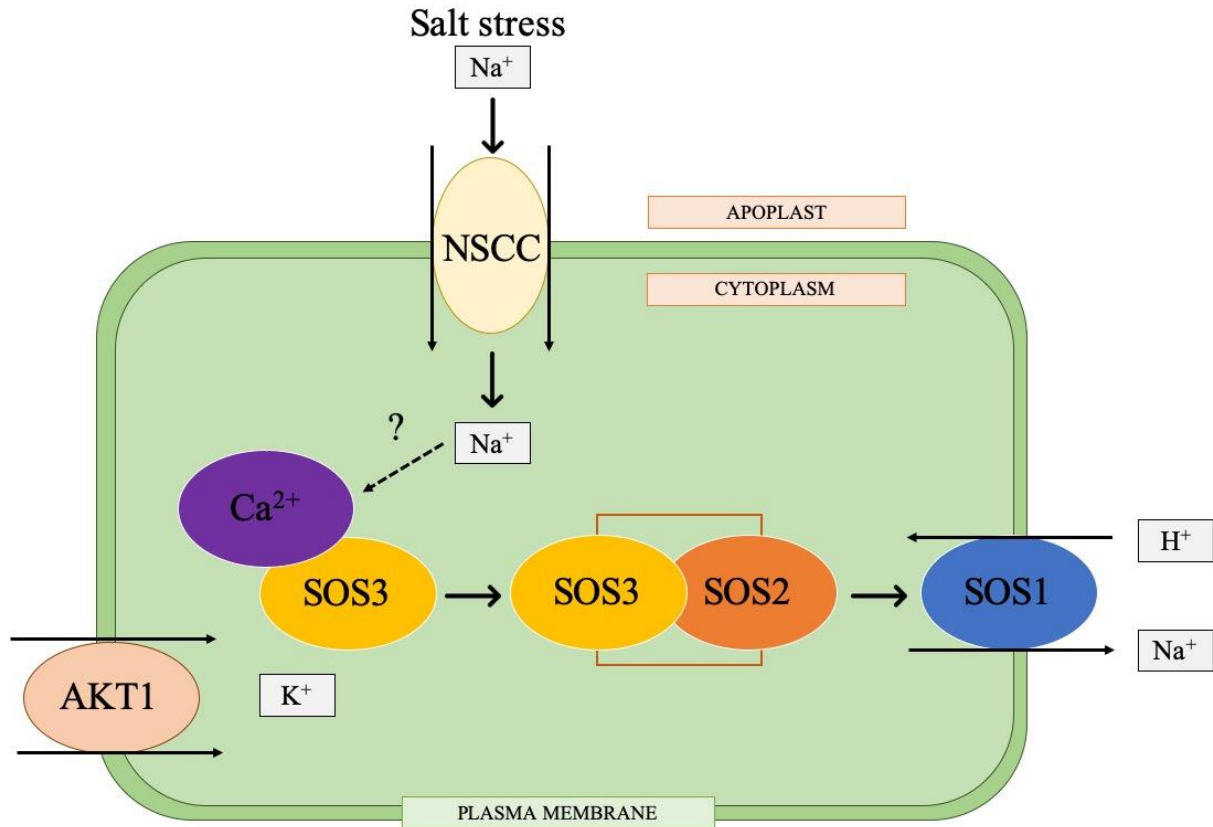 Salt stress
Na⁺
APOPLAST
NSCC
CYTOPLASM
?
Na⁺
Ca²⁺
H⁺
SOS3
SOS3
SOS2
SOS1
Na⁺
AKT1
K⁺
PLASMA MEMBRANE